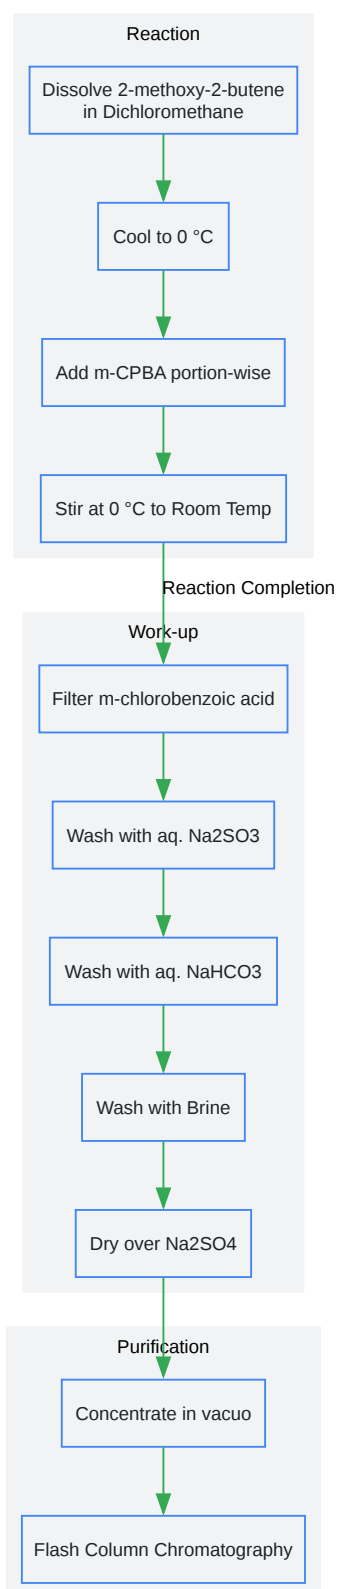 Reaction
Dissolve 2-methoxy-2-butene
in Dichloromethane
Cool to 0 °C
Add m-CPBA portion-wise
Stir at 0 °C to Room Temp
Reaction Completion
Work-up
Filter m-chlorobenzoic acid
Wash with aq. Na2SO3
Wash with aq. NaHCO3
Wash with Brine
Dry over Na2SO4
Purification
Concentrate in vacuo
Flash Column Chromatography